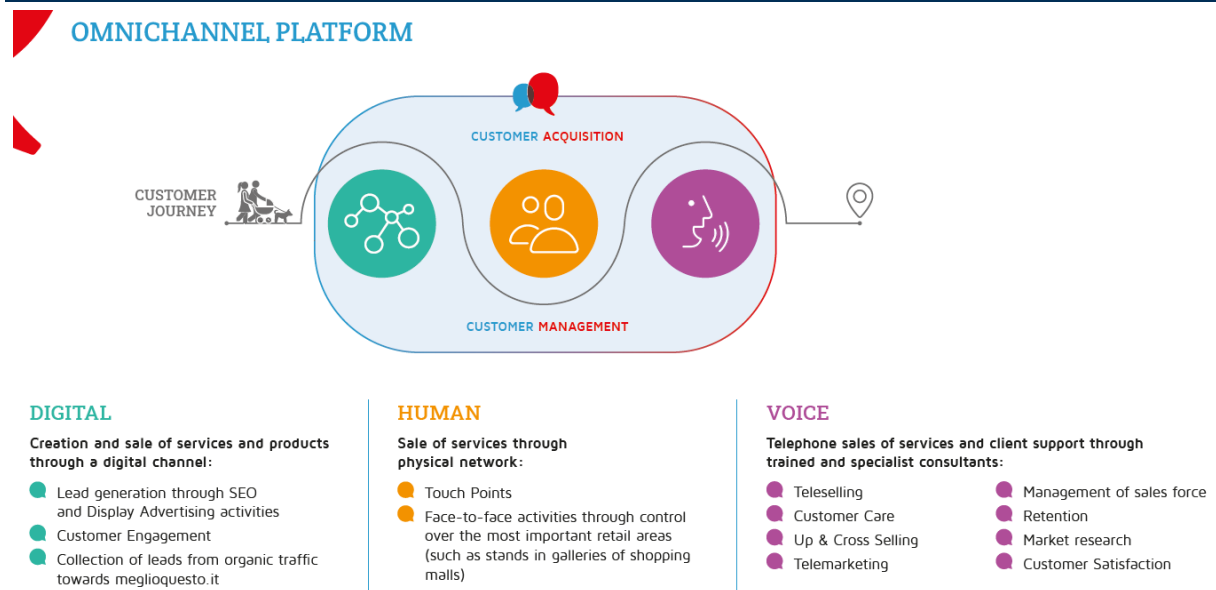 OMNICHANNEL PLATFORM
CUSTOMER ACQUISITION
CUSTOMER
JOURNEY
CUSTOMER MANAGEMENT
DIGITAL
Creation and sale of services and products
through a digital channel:
Lead generation through SEO
and Display Advertising activities
Customer Engagement
Collection of leads from organic traffic
towards meglioquesto.it
HUMAN
Sale of services through
physical network:
Touch Points
Face-to-face activities through control
over the most important retail areas
(such as stands in galleries of shopping
malls)
VOICE
Telephone sales of services and client support through
trained and specialist consultants:
Teleselling
Customer Care
Up & Cross Selling
Telemarketing
Management of sales force
Retention
Market research
Customer Satisfaction